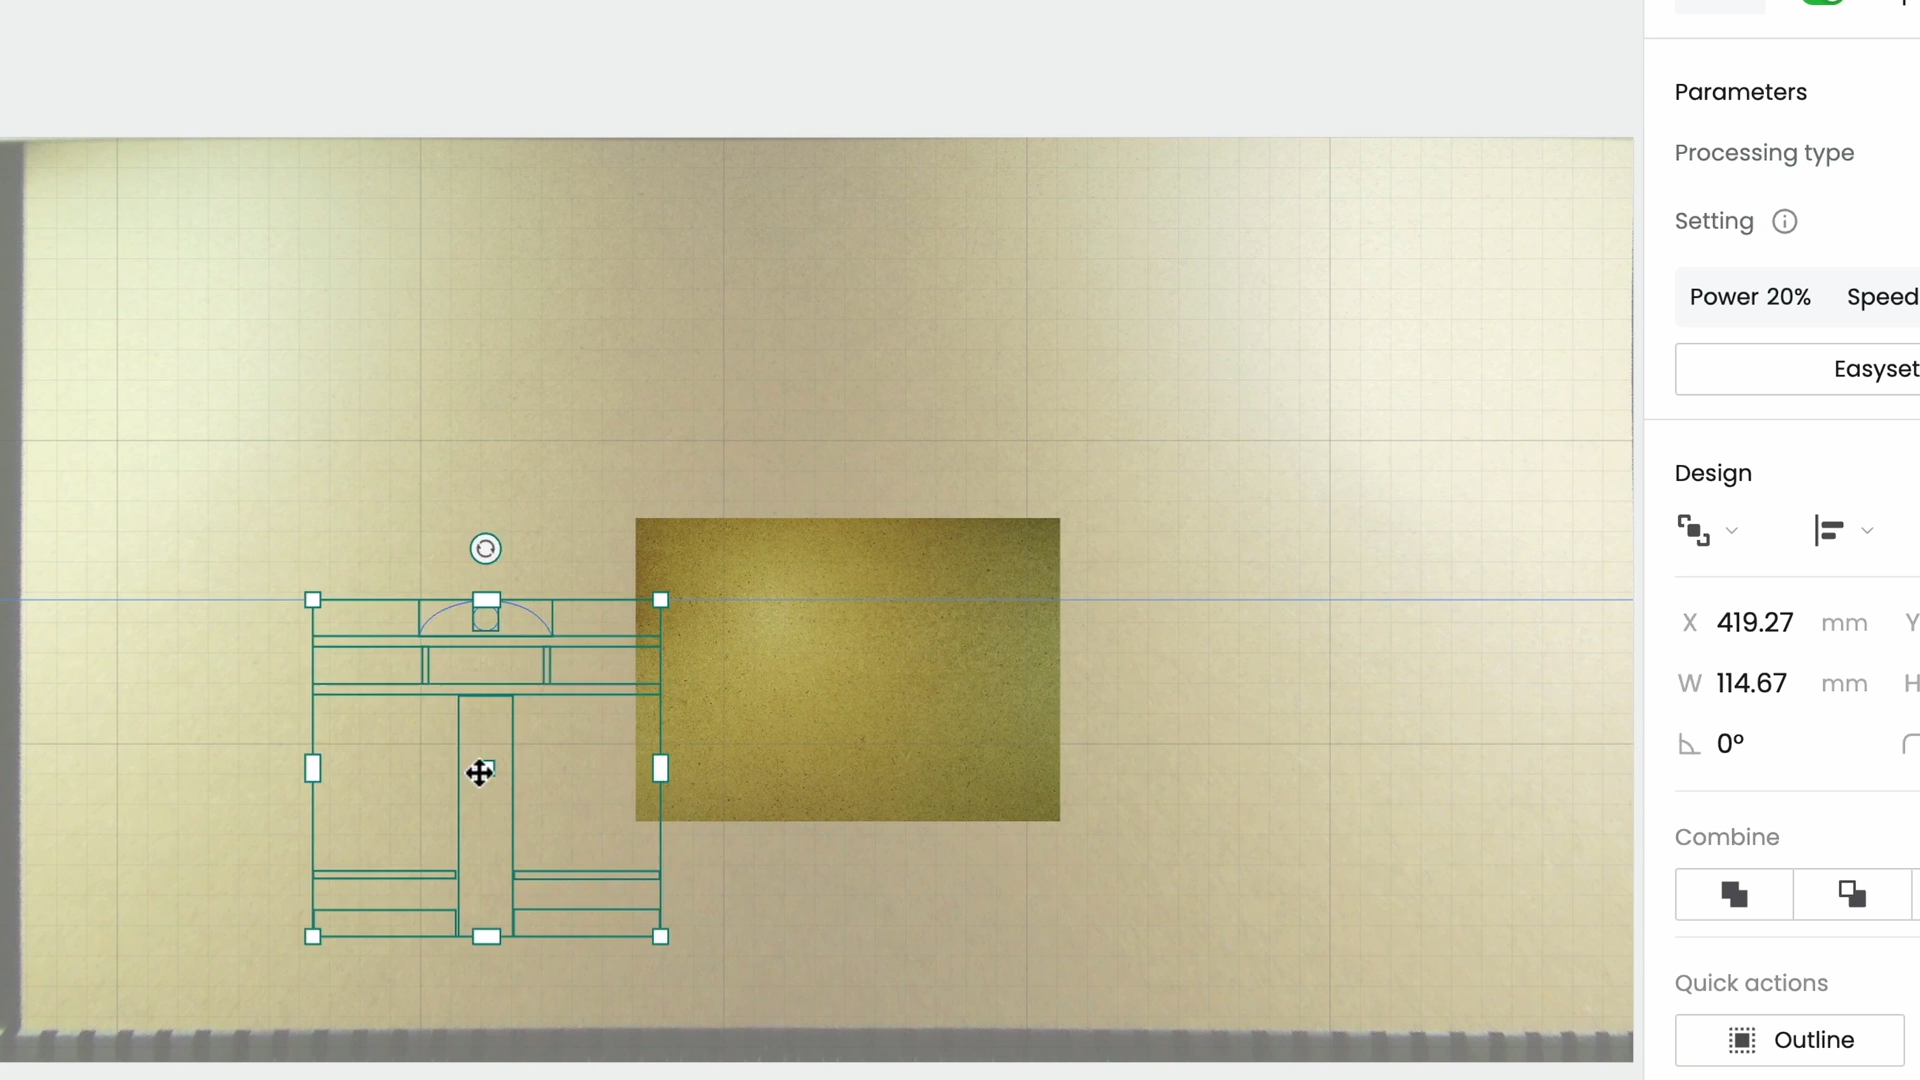 Parameters
Processing type
Setting
Power 20% Speed
Easyset
Design
X 419.27 mm Y
W 114.67 mm H
0°
Combine
Quick actions
Outline